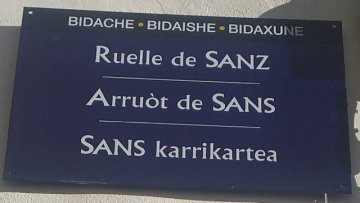 BIDACHE • BIDAISHE • BIDAXUNE
Ruelle de SANZ
Arruòt de SANS
SANS karrikartea